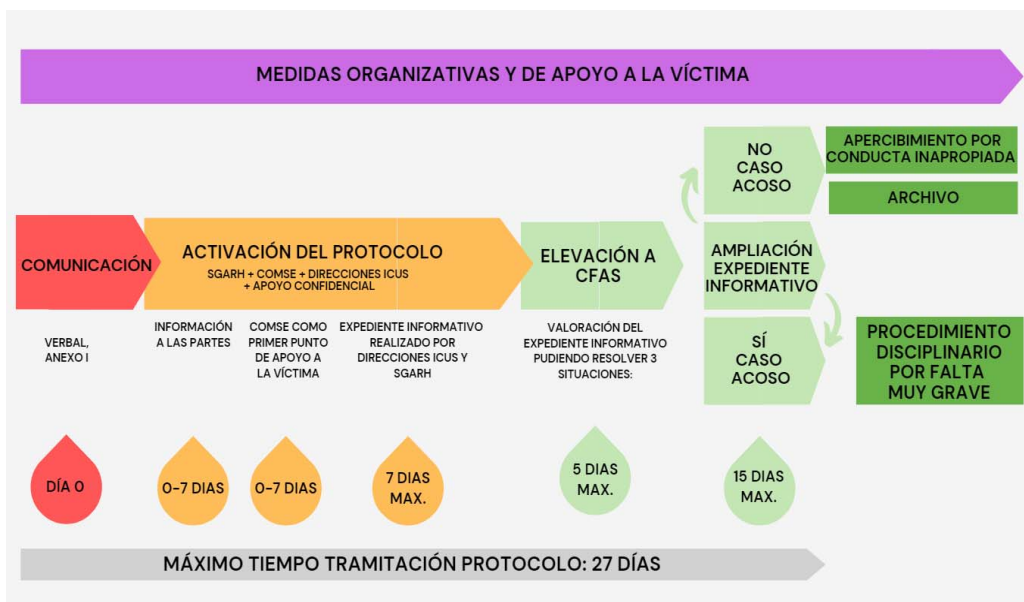 MEDIDAS ORGANIZATIVAS Y DE APOYO A LA VÍCTIMA
COMUNICACIÓN
VERBAL,
ANEXO I
DÍA 0
ACTIVACIÓN DEL PROTOCOLO
SGARH + COMSE + DIRECCIONES ICUS
+ APOYO CONFIDENCIAL
INFORMACIÓN
A LAS PARTES
0-7 DIAS
COMSE COMO
PRIMER PUNTO
DE APOYO A
LA VÍCTIMA
0-7 DIAS
EXPEDIENTE INFORMATIVO
REALIZADO POR
DIRECCIONES ICUS Y
SGARH
7 DIAS
MAX.
ELEVACIÓN A
CFAS
VALORACIÓN DEL
EXPEDIENTE INFORMATIVO
PUDIENDO RESOLVER 3
SITUACIONES:
5 DIAS
MAX.
NO
CASO
ACOSO
APERCIBIMIENTO POR
CONDUCTA INAPROPIADA
ARCHIVO
AMPLIACIÓN
EXPEDIENTE
INFORMATIVO
SÍ
CASO
ACOSO
PROCEDIMIENTO
DISCIPLINARIO
POR FALTA
MUY GRAVE
15 DIAS
MAX.
MÁXIMO TIEMPO TRAMITACIÓN PROTOCOLO: 27 DÍAS